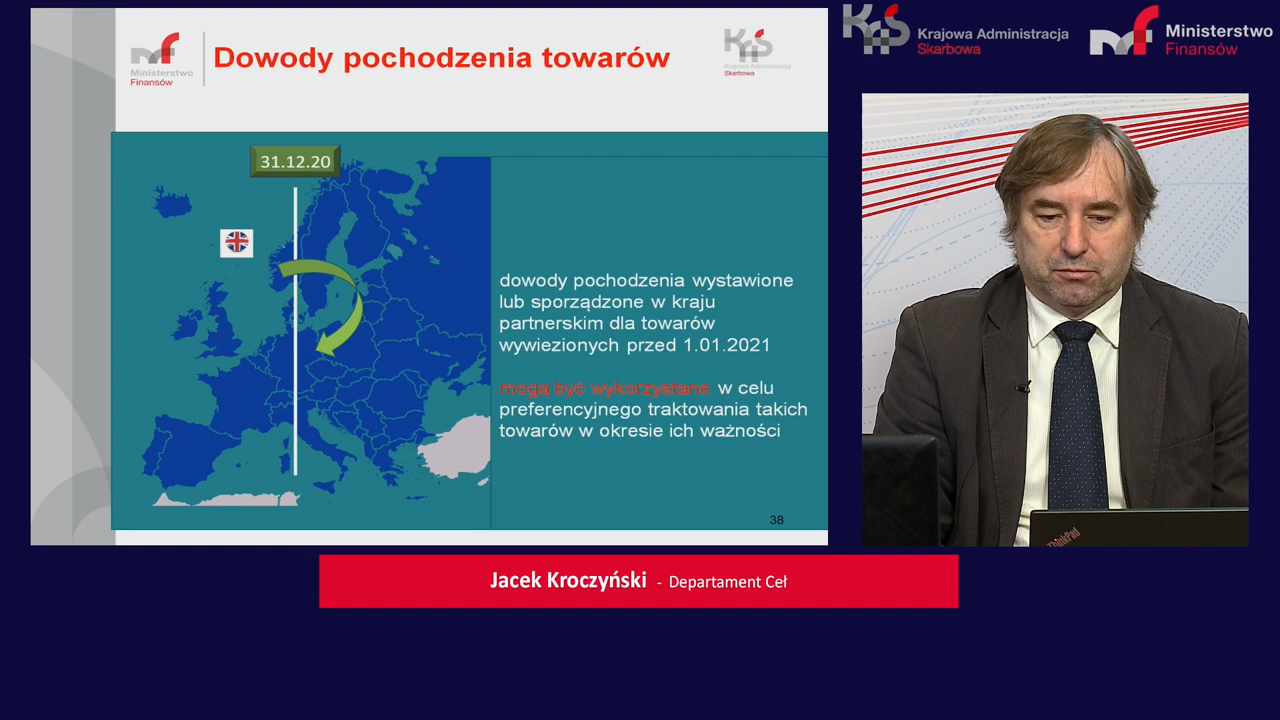 Ministerstwo
Finansów
Dowody pochodzenia towarów
KAS
Krajowa Administracja
Skarbowa
Krajowa Administracja
Skarbowa
Ministerstwo
Finansów
31.12.20
dowody pochodzenia wystawione
lub sporządzone w kraju
partnerskim dla towarów
wywiezionych przed 1.01.2021
mogą być wykorzystane w celu
preferencyjnego traktowania takich
towarów w okresie ich ważności
38
ThinkPad
Jacek Kroczyński - Departament Ceł